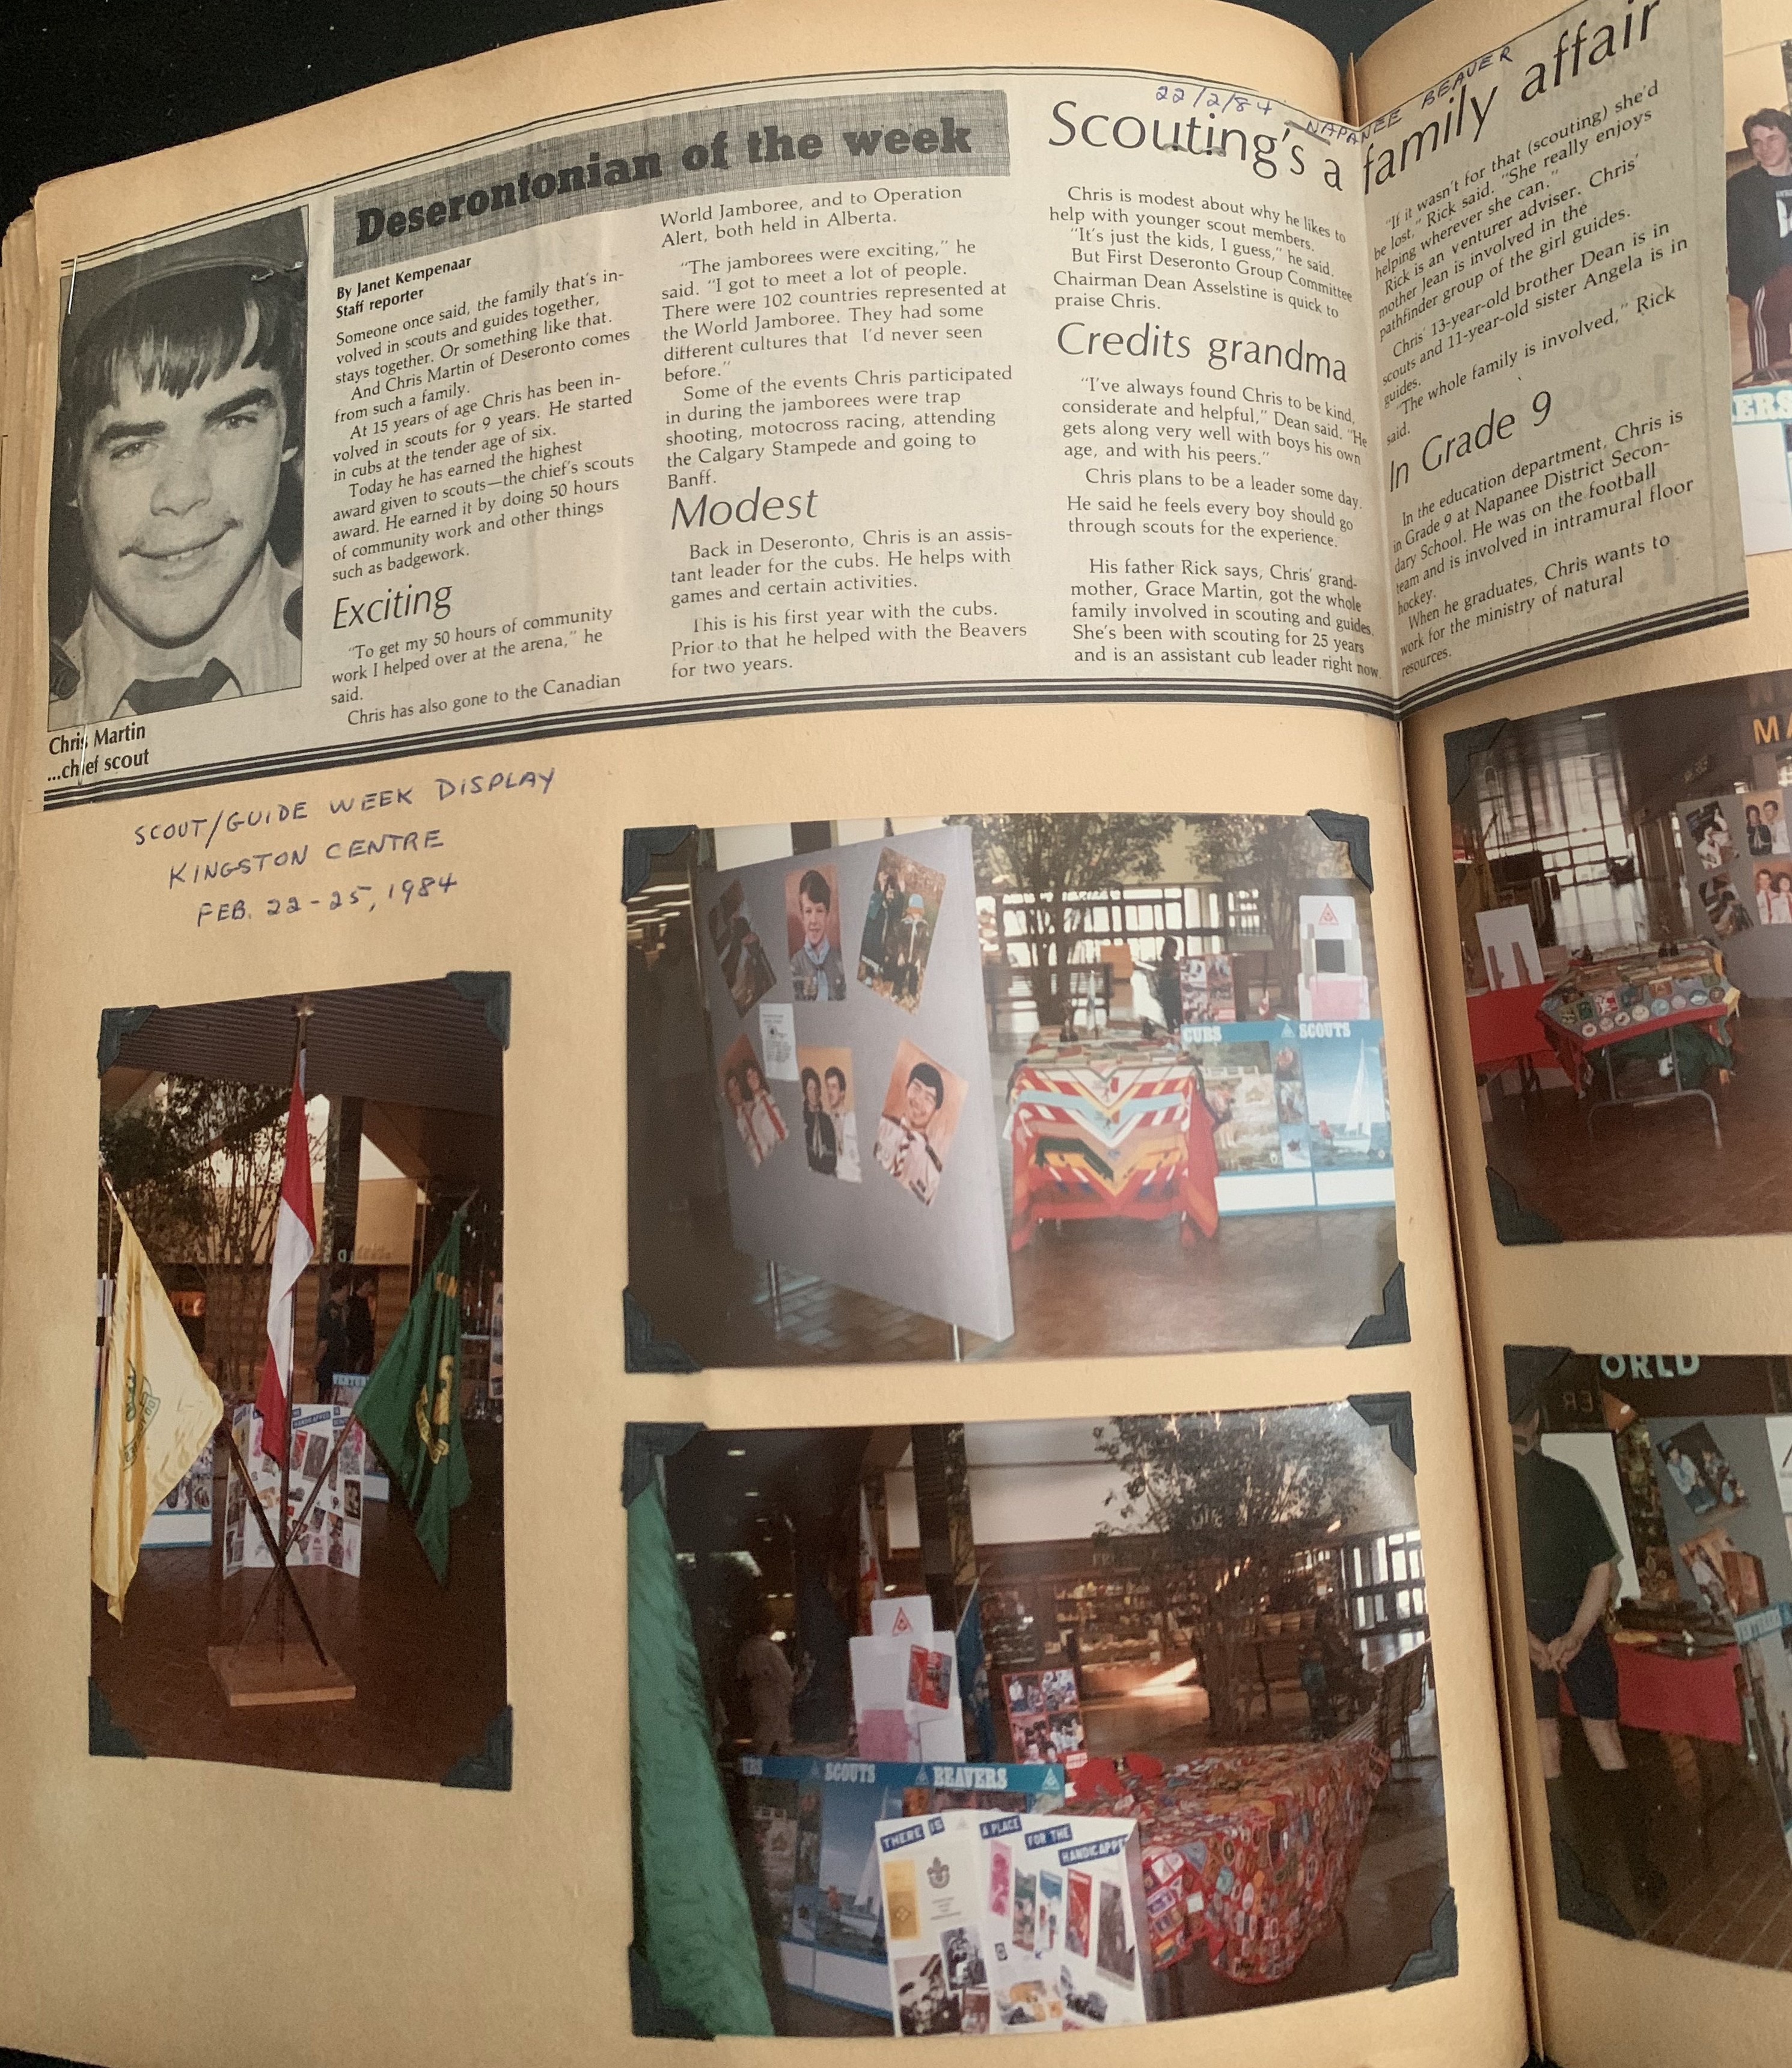 22/2/84 NAPANEE BEAVER
Deserontonian of the week
Scouting's a family affair
By Janet Kempenaar
Staff reporter
Someone once said, the family that's in-
volved in scouts and guides together,
stays together. Or something like that.
And Chris Martin of Deseronto comes
from such a family.
At 15 years of age Chris has been in-
volved in scouts for 9 years. He started
in cubs at the tender age of six.
Today he has earned the highest
award given to scouts—the chief's scouts
award. He earned it by doing 50 hours
of community work and other things
such as badgework.
Exciting
"To get my 50 hours of community
work I helped over at the arena," he
said.
Chris has also gone to the Canadian
World Jamboree, and to Operation
Alert, both held in Alberta.
"The jamborees were exciting," he
said. "I got to meet a lot of people.
There were 102 countries represented at
the World Jamboree. They had some
different cultures that I'd never seen
before."
Some of the events Chris participated
in during the jamborees were trap
shooting, motocross racing, attending
the Calgary Stampede and going to
Banff.
Modest
Back in Deseronto, Chris is an assis-
tant leader for the cubs. He helps with
games and certain activities.
This is his first year with the cubs.
Prior to that he helped with the Beavers
for two years.
Chris is modest about why he likes to
help with younger scout members.
"It's just the kids, I guess," he said.
But First Deseronto Group Committee
Chairman Dean Asselstine is quick to
praise Chris.
Credits grandma
"I've always found Chris to be kind,
considerate and helpful," Dean said. "He
gets along very well with boys his own
age, and with his peers."
Chris plans to be a leader some day.
He said he feels every boy should go
through scouts for the experience.
His father Rick says, Chris' grand-
mother, Grace Martin, got the whole
family involved in scouting and guides.
She's been with scouting for 25 years
and is an assistant cub leader right now.
"If it wasn't for that (scouting) she'd
be lost." Rick said. "She really enjoys
helping wherever she can."
Rick is an venturer adviser. Chris'
mother Jean is involved in the
pathfinder group of the girl guides.
Chris' 13-year-old brother Dean is in
scouts and 11-year-old sister Angela is in
guides.
"The whole family is involved," Rick
said.
In Grade 9
In the education department, Chris is
in Grade 9 at Napanee District Secon-
dary School. He was on the football
team and is involved in intramural floor
hockey.
When he graduates, Chris wants to
work for the ministry of natural
resources.
Chris Martin
...chief scout
SCOUT/GUIDE WEEK DISPLAY
KINGSTON CENTRE
FEB. 22-25, 1984
CUBS SCOUTS
SCOUTS BEAVERS
THERE IS A PLACE FOR THE HANDICAPP
ERS
MA
ORLD